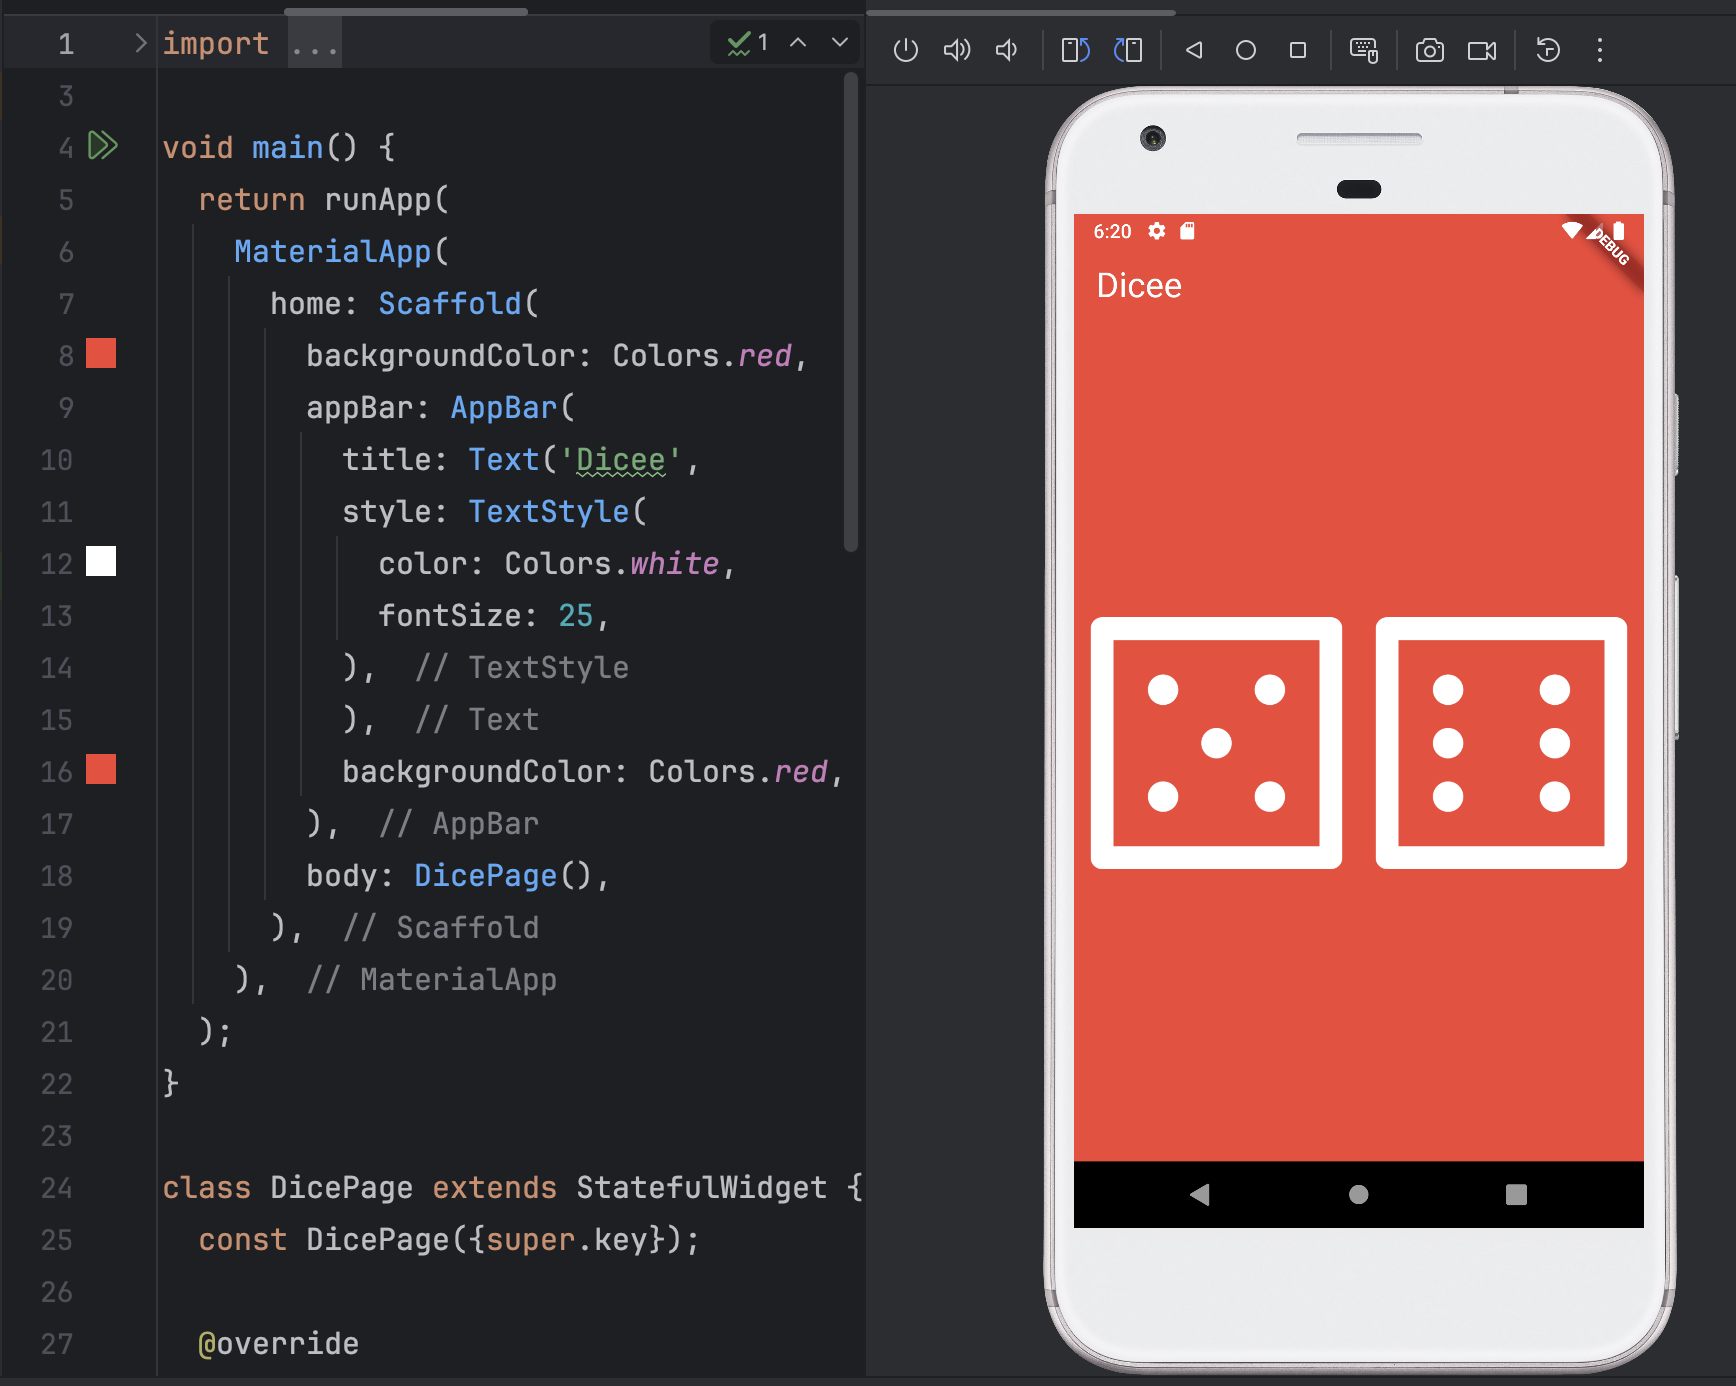 1 import ...
1
3
4 void main() {
5 return runApp(
6 MaterialApp(
7 home: Scaffold(
8 backgroundColor: Colors.red,
9 appBar: AppBar(
10 title: Text('Dicee',
11 style: TextStyle(
12 color: Colors.white,
13 fontSize: 25,
14 ), // TextStyle
15 ), // Text
16 backgroundColor: Colors.red,
17 ), // AppBar
18 body: DicePage(),
19 ), // Scaffold
20 ), // MaterialApp
21 );
22 }
23
24 class DicePage extends StatefulWidget {
25 const DicePage({super.key});
26
27 @override
6:20
DEBUG
Dicee